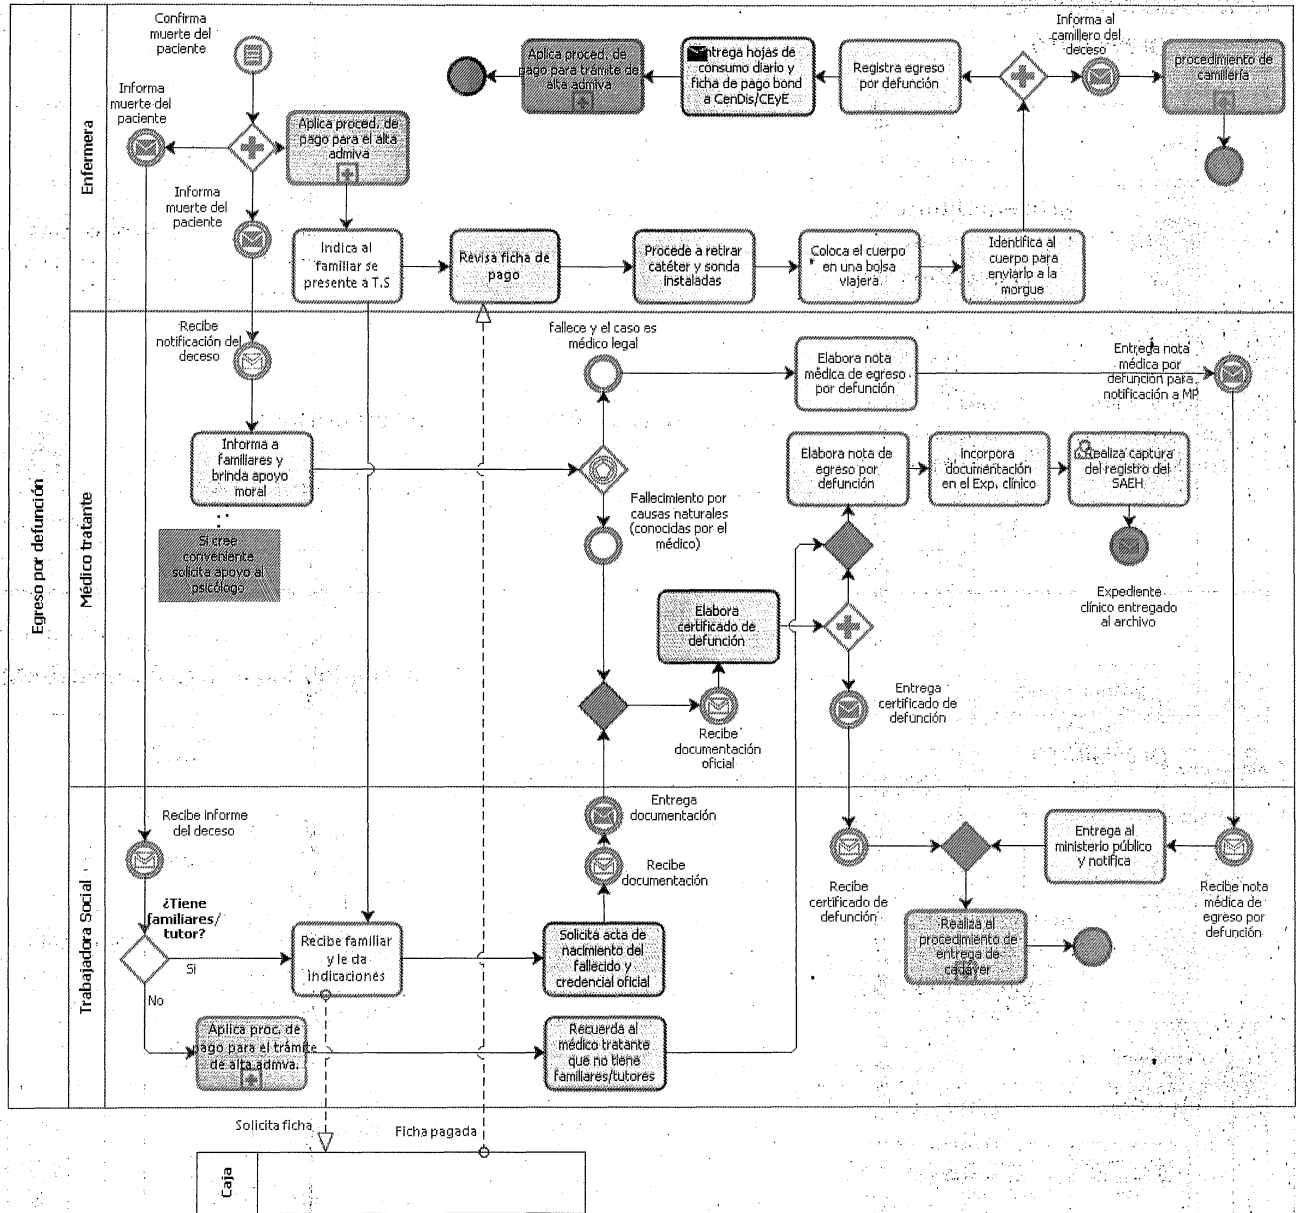 Egreso por defunción
Enfermera
Confirma
muerte del
paciente
Informa
muerte del
paciente
Aplica proced. de
pago para el alta
admiva
Informa
muerte del
paciente
Indica al
familiar se
presente a T.S
Revisa ficha de
pago
Procede a retirar
catéter y sonda
instaladas
Coloca el cuerpo
en una bolsa
viajera
Identifica al
cuerpo para
enviarlo a la
morgue
Aplica proced. de
pago para trámite de
alta admiva
Entrega hojas de
consumo diario y
ficha de pago bond
a CenDis/CEyE
Registra egreso
por defunción
Informa al
camillero del
deceso
procedimiento de
camillería
Médico tratante
Recibe
notificación del
deceso
Informa a
familiares y
brinda apoyo
moral
Si cree
conveniente
solicita apoyo al
psicólogo
Fallece y el caso es
médico legal
Elabora nota
médica de egreso
por defunción
Entrega nota
médica por
defunción para
notificación a MP
Fallecimiento por
causas naturales
(conocidas por el
médico)
Elabora nota de
egreso por
defunción
Incorpora
documentación
en el Exp. clínico
Realiza captura
del registro del
SAEH
Expediente
clínico entregado
al archivo
Elabora
certificado de
defunción
Recibe
documentación
oficial
Entrega
certificado de
defunción
Trabajadora Social
Recibe informe
del deceso
¿Tiene
familiares/
tutor?
Si
No
Recibe familiar
y le da
indicaciones
Aplica proc. de
pago para el trámite
de alta admva.
Entrega
documentación
Recibe
documentación
Solicita acta de
nacimiento del
fallecido y
credencial oficial
Recuerda al
médico tratante
que no tiene
familiares/tutores
Recibe
certificado de
defunción
Entrega al
ministerio público
y notifica
Recibe nota
médica de
egreso por
defunción
Realiza el
procedimiento de
entrega de
cadáver
Solicita ficha
Ficha pagada
Caja